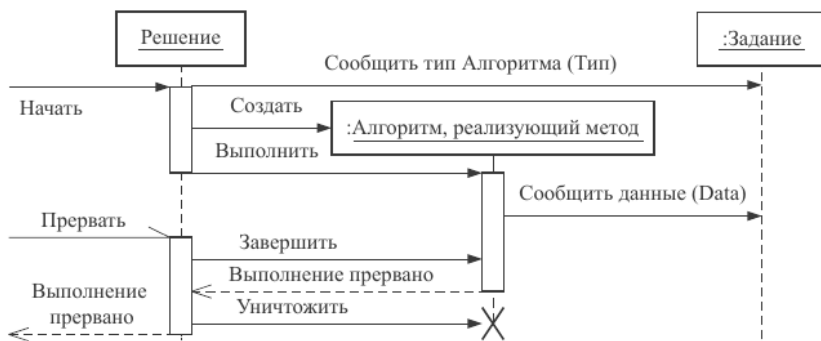 Решение
:Задание
Сообщить тип Алгоритма (Тип)
Начать
Создать
:Алгоритм, реализующий метод
Выполнить
Сообщить данные (Data)
Прервать
Завершить
Выполнение прервано
Выполнение
прервано
Уничтожить